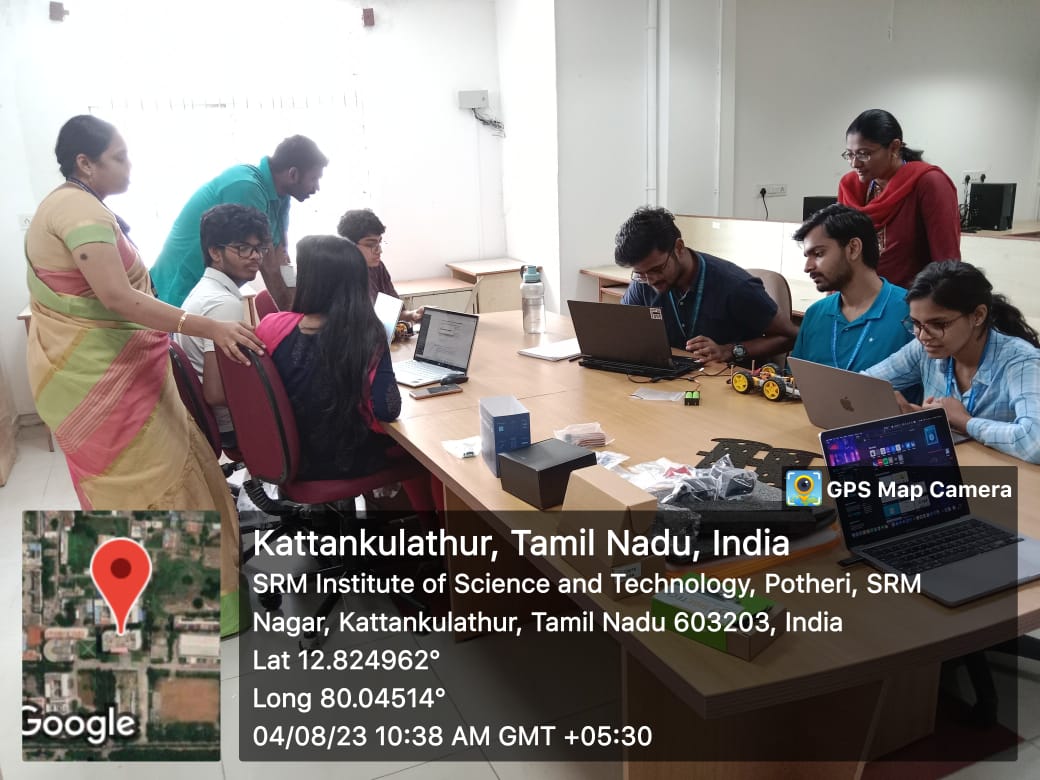 GPS Map Camera
Kattankulathur, Tamil Nadu, India
SRM Institute of Science and Technology, Potheri, SRM
Nagar, Kattankulathur, Tamil Nadu 603203, India
Lat 12.824962°
Long 80.04514°
04/08/23 10:38 AM GMT +05:30
Google